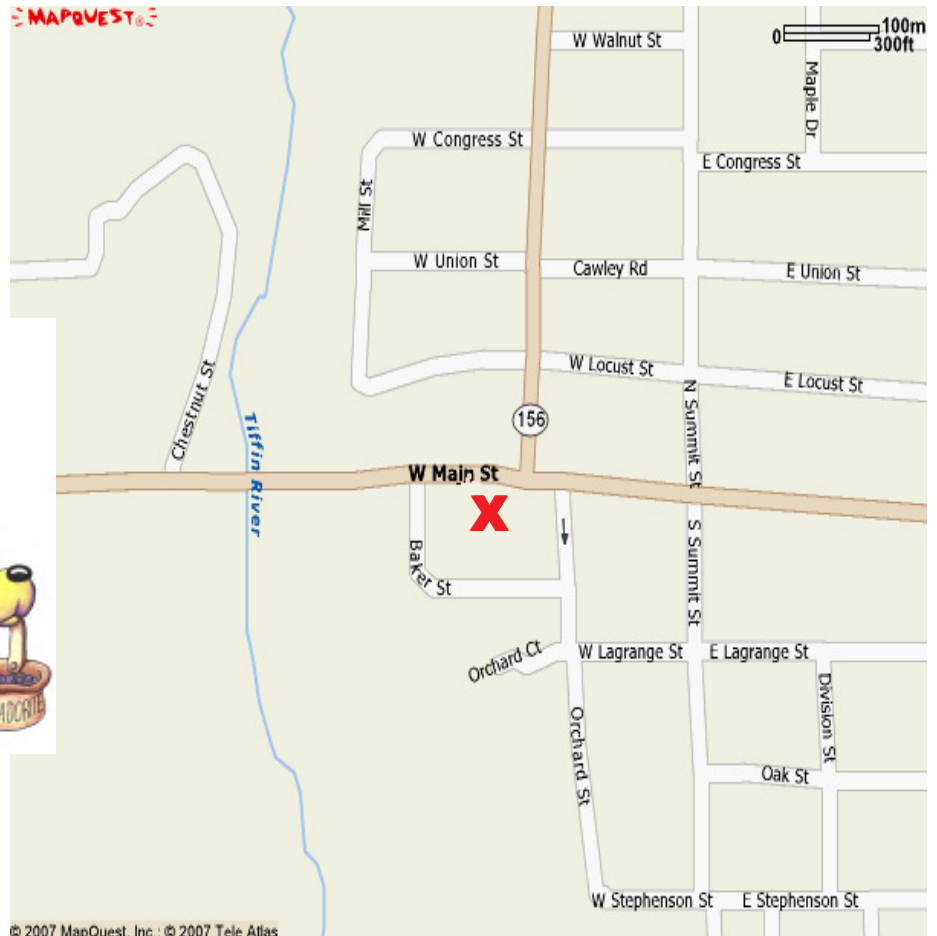 MAPQUEST®
0 100m
300ft
W Walnut St
Maple Dr
W Congress St
E Congress St
Mill St
W Union St
Cawley Rd
E Union St
W Locust St
E Locust St
Chestnut St
N Summit St
156
Tiffin River
W Main St
X
S Summit St
Baker St
Orchard Ct
W Lagrange St
E Lagrange St
Division St
Orchard St
Oak St
W Stephenson St
E Stephenson St
© 2007 MapQuest, Inc.; © 2007 Tele Atlas